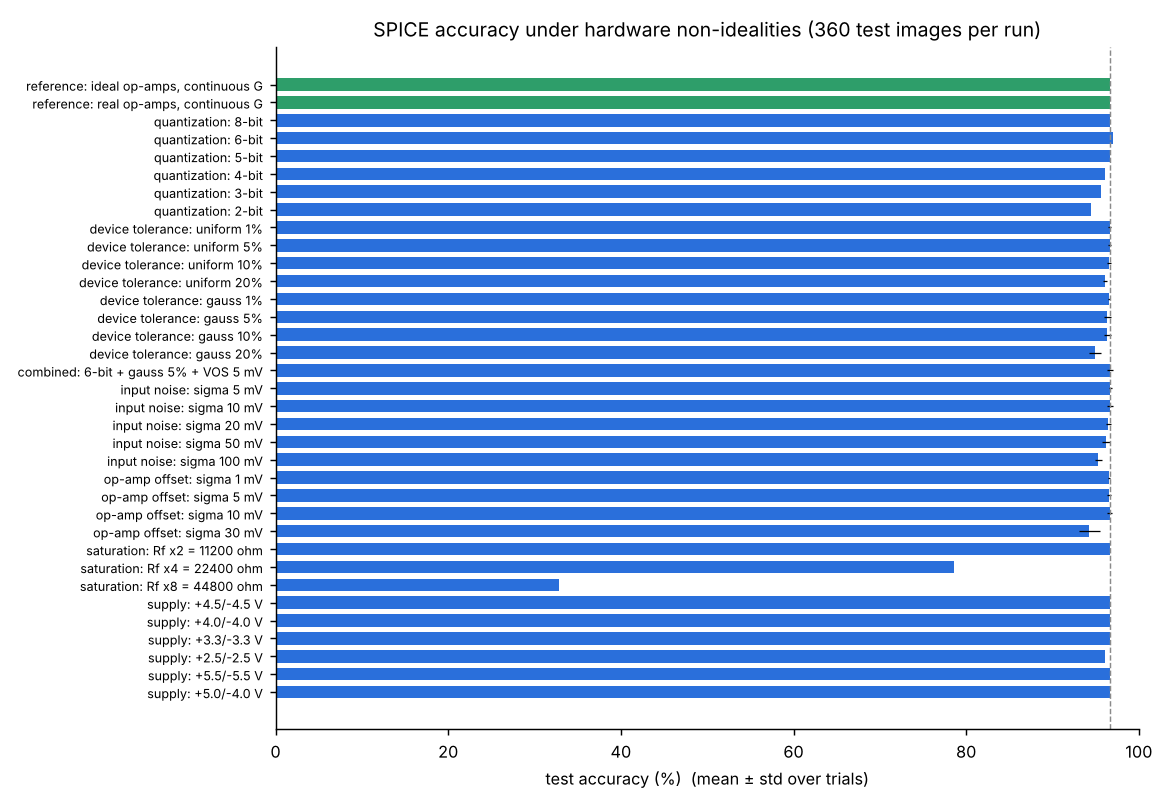 SPICE accuracy under hardware non-idealities (360 test images per run)
reference: ideal op-amps, continuous G
reference: real op-amps, continuous G
quantization: 8-bit
quantization: 6-bit
quantization: 5-bit
quantization: 4-bit
quantization: 3-bit
quantization: 2-bit
device tolerance: uniform 1%
device tolerance: uniform 5%
device tolerance: uniform 10%
device tolerance: uniform 20%
device tolerance: gauss 1%
device tolerance: gauss 5%
device tolerance: gauss 10%
device tolerance: gauss 20%
combined: 6-bit + gauss 5% + VOS 5 mV
input noise: sigma 5 mV
input noise: sigma 10 mV
input noise: sigma 20 mV
input noise: sigma 50 mV
input noise: sigma 100 mV
op-amp offset: sigma 1 mV
op-amp offset: sigma 5 mV
op-amp offset: sigma 10 mV
op-amp offset: sigma 30 mV
saturation: Rf x2 = 11200 ohm
saturation: Rf x4 = 22400 ohm
saturation: Rf x8 = 44800 ohm
supply: +4.5/-4.5 V
supply: +4.0/-4.0 V
supply: +3.3/-3.3 V
supply: +2.5/-2.5 V
supply: +5.5/-5.5 V
supply: +5.0/-4.0 V
0 20 40 60 80 100
test accuracy (%) (mean ± std over trials)